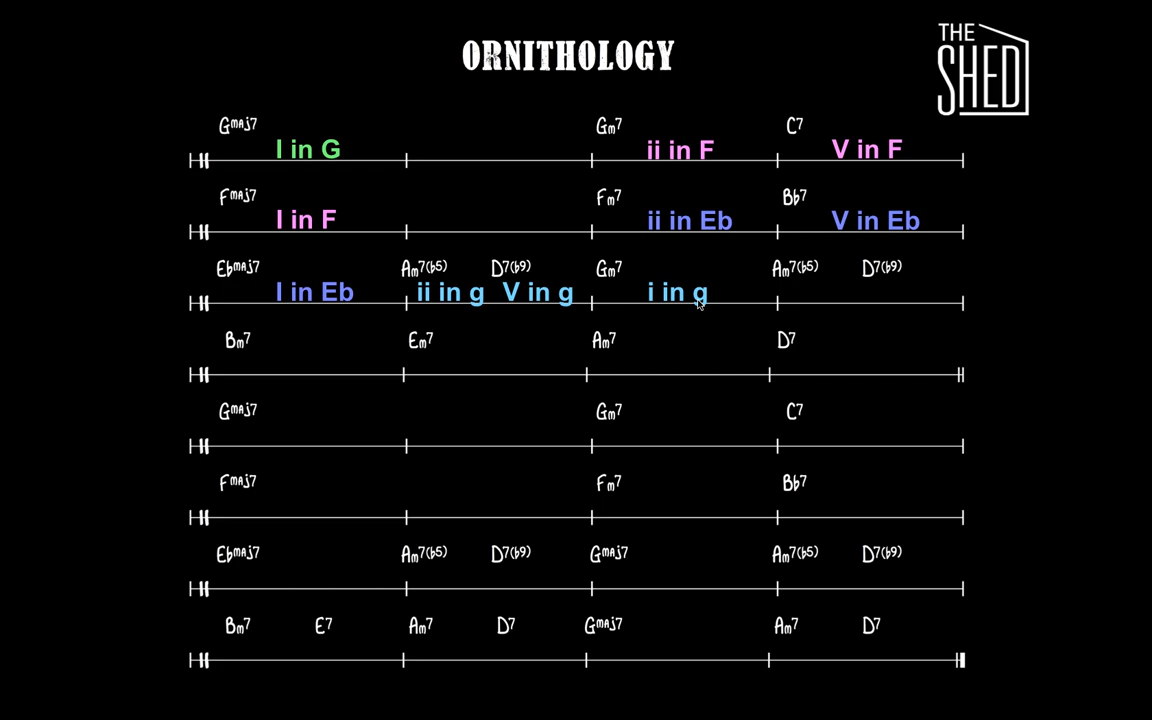 ORNITHOLOGY
THE
SHED
Gmaj7 Gm7 C7
I in G ii in F V in F
Fmaj7 Fm7 Bb7
I in F ii in Eb V in Eb
Ebmaj7 Am7(b5) D7(b9) Gm7 Am7(b5) D7(b9)
I in Eb ii in g V in g i in g
Bm7 Em7 Am7 D7
Gmaj7 Gm7 C7
Fmaj7 Fm7 Bb7
Ebmaj7 Am7(b5) D7(b9) Gmaj7 Am7(b5) D7(b9)
Bm7 E7 Am7 D7 Gmaj7 Am7 D7